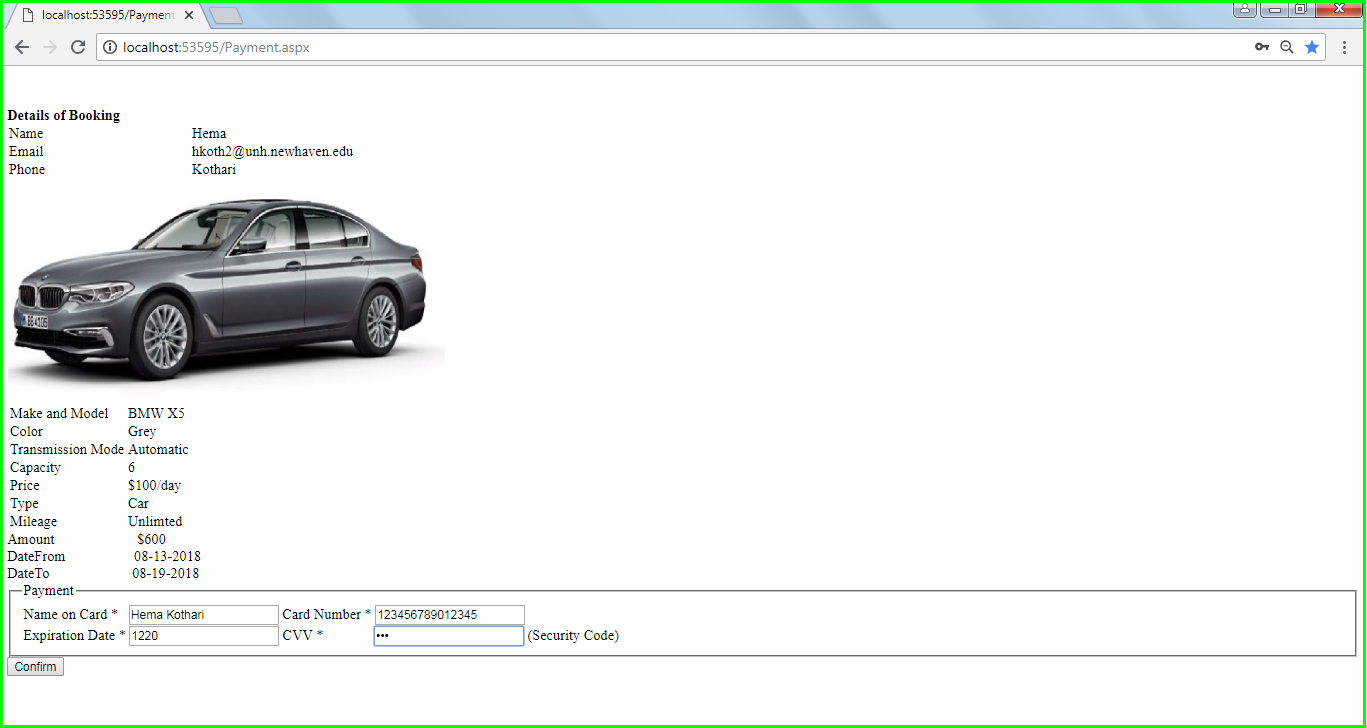 localhost:53595/Payment
localhost:53595/Payment.aspx
Details of Booking
Name Hema
Email hkoth2@unh.newhaven.edu
Phone Kothari
Make and Model BMW X5
Color Grey
Transmission Mode Automatic
Capacity 6
Price $100/day
Type Car
Mileage Unlimted
Amount $600
DateFrom 08-13-2018
DateTo 08-19-2018
Payment
Name on Card * Hema Kothari Card Number * 123456789012345
Expiration Date * 1220 CVV * ••• (Security Code)
Confirm